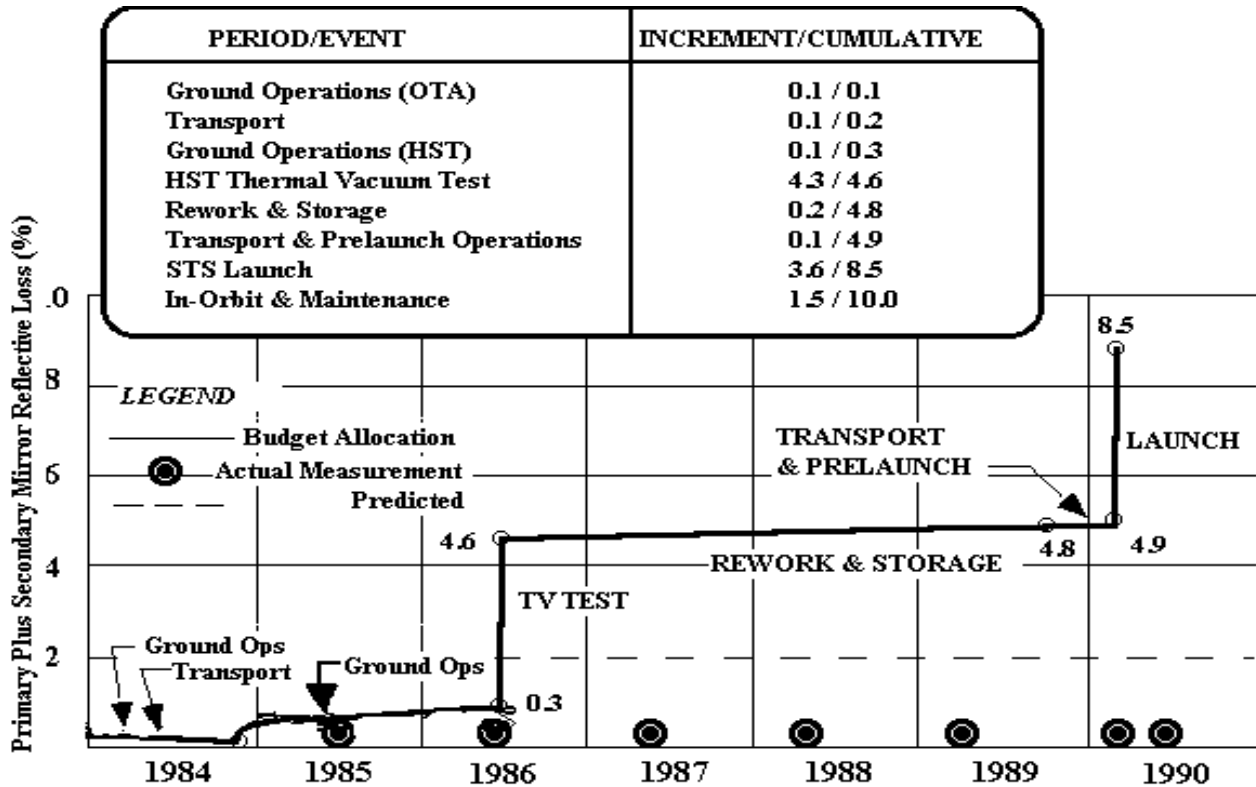 PERIOD/EVENT INCREMENT/CUMULATIVE
Ground Operations (OTA) 0.1 / 0.1
Transport 0.1 / 0.2
Ground Operations (HST) 0.1 / 0.3
HST Thermal Vacuum Test 4.3 / 4.6
Rework & Storage 0.2 / 4.8
Transport & Prelaunch Operations 0.1 / 4.9
STS Launch 3.6 / 8.5
In-Orbit & Maintenance 1.5 / 10.0
Primary Plus Secondary Mirror Reflective Loss (%)
.0
8
6
4
2
LEGEND
Budget Allocation
Actual Measurement
Predicted
8.5
TRANSPORT
& PRELAUNCH
LAUNCH
4.6
4.8
4.9
REWORK & STORAGE
TV TEST
Ground Ops
Transport
Ground Ops
0.3
1984 1985 1986 1987 1988 1989 1990